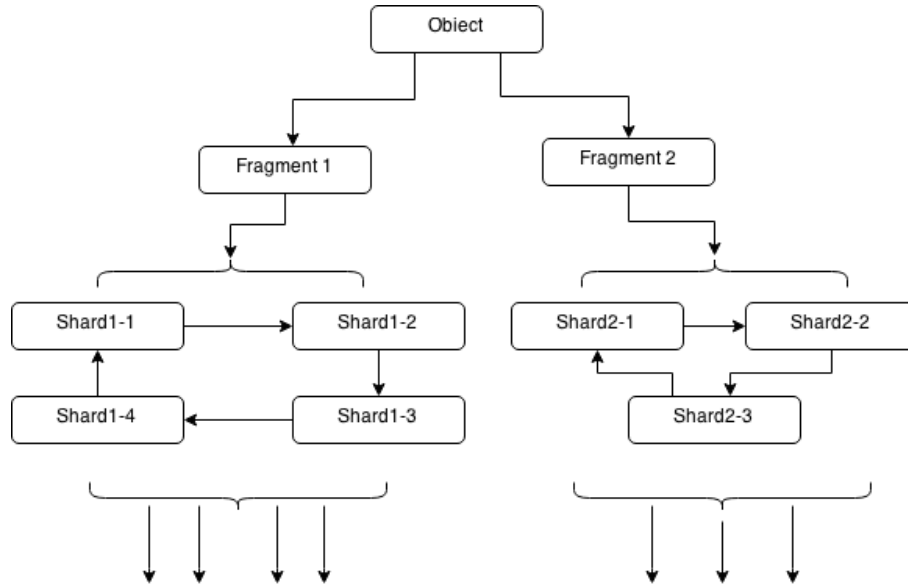 Obiect
Fragment 1
Fragment 2
Shard1-1
Shard1-2
Shard2-1
Shard2-2
Shard1-4
Shard1-3
Shard2-3